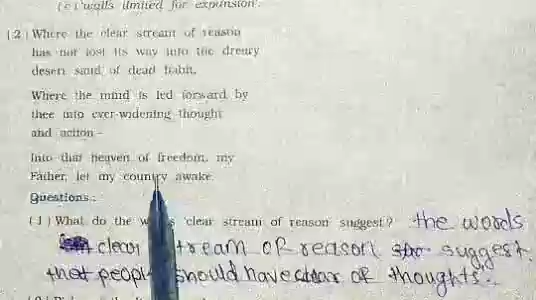 (c) 'walls limited for expansion'.
(2) Where the clear stream of reason
has not lost its way into the dreary
desert sand of dead habit,
Where the mind is led forward by
thee into ever-widening thought
and action -
Into that heaven of freedom, my
Father, let my country awake.
Questions :
(1) What do the w s 'clear stream of reason suggest? the words
clear tream of reason suggest.
that peopl should have clear of thoughts.